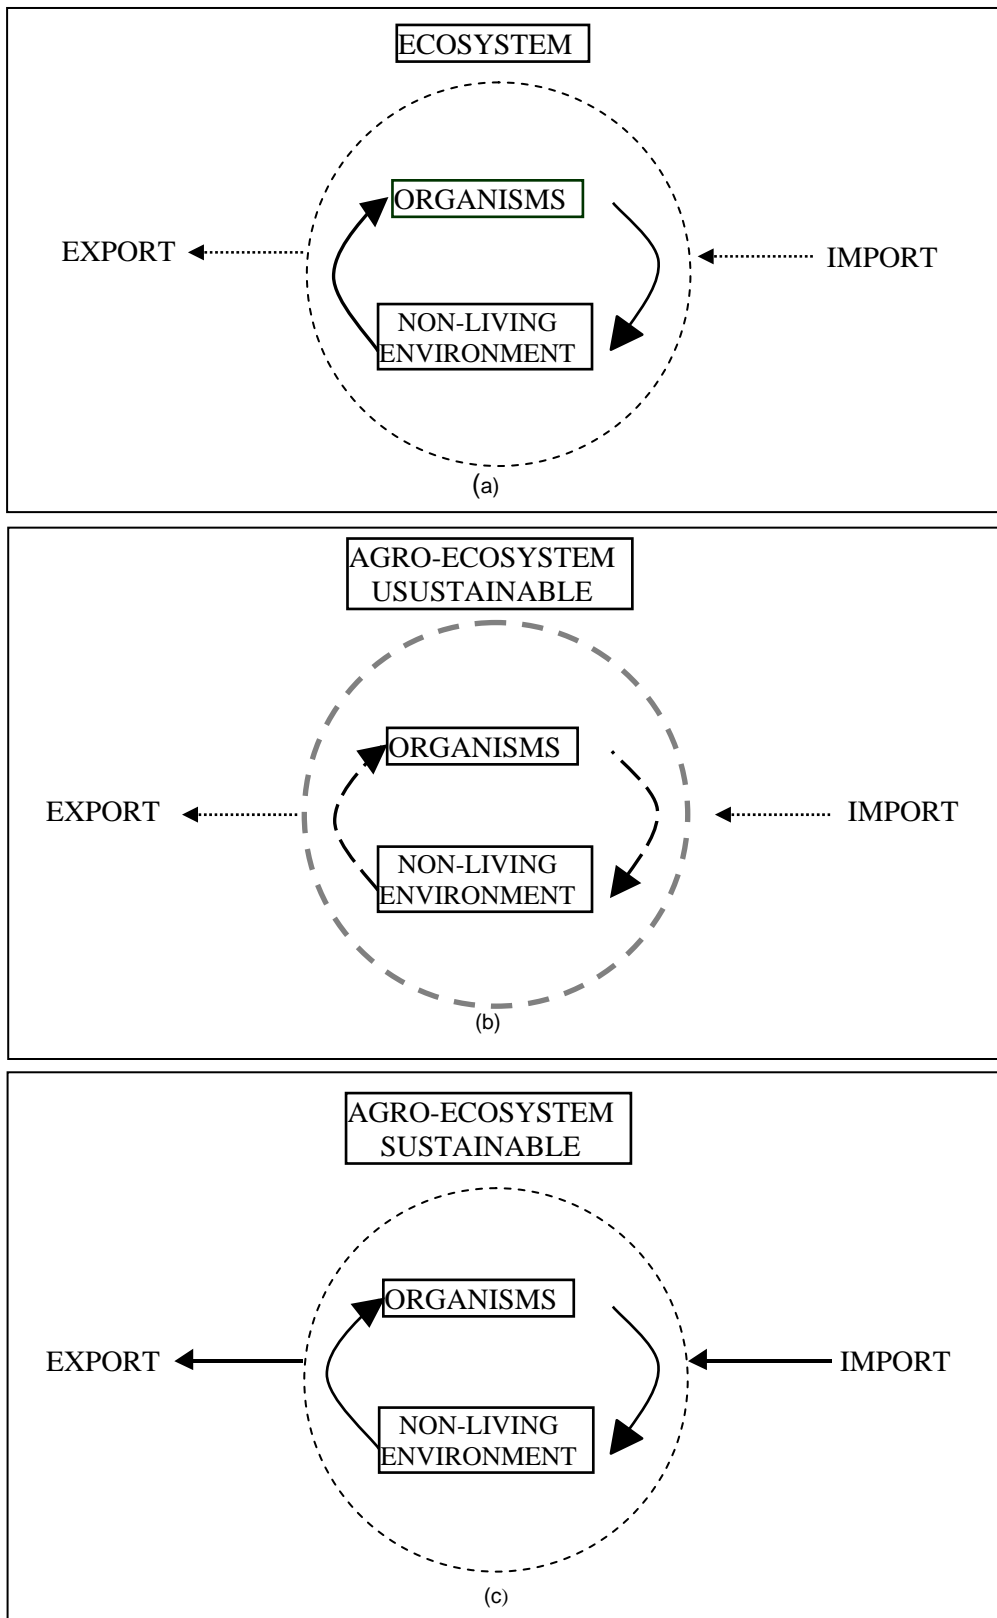 ECOSYSTEM
ORGANISMS
EXPORT
IMPORT
NON-LIVING
ENVIRONMENT
(a)
AGRO-ECOSYSTEM
USUSTAINABLE
ORGANISMS
EXPORT
IMPORT
NON-LIVING
ENVIRONMENT
(b)
AGRO-ECOSYSTEM
SUSTAINABLE
ORGANISMS
EXPORT
IMPORT
NON-LIVING
ENVIRONMENT
(c)